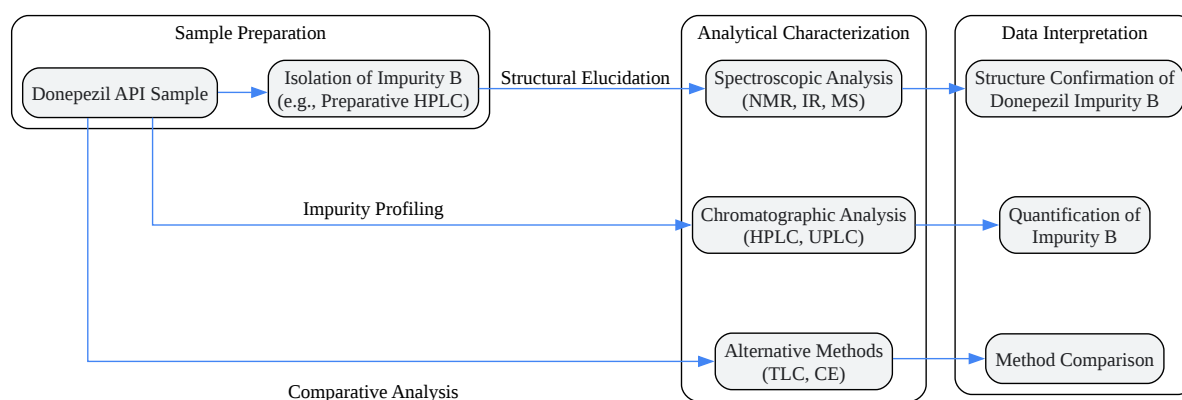 Sample Preparation
Analytical Characterization
Data Interpretation
Donepezil API Sample
Isolation of Impurity B
(e.g., Preparative HPLC)
Structural Elucidation
Spectroscopic Analysis
(NMR, IR, MS)
Structure Confirmation of
Donepezil Impurity B
Impurity Profiling
Chromatographic Analysis
(HPLC, UPLC)
Quantification of
Impurity B
Comparative Analysis
Alternative Methods
(TLC, CE)
Method Comparison